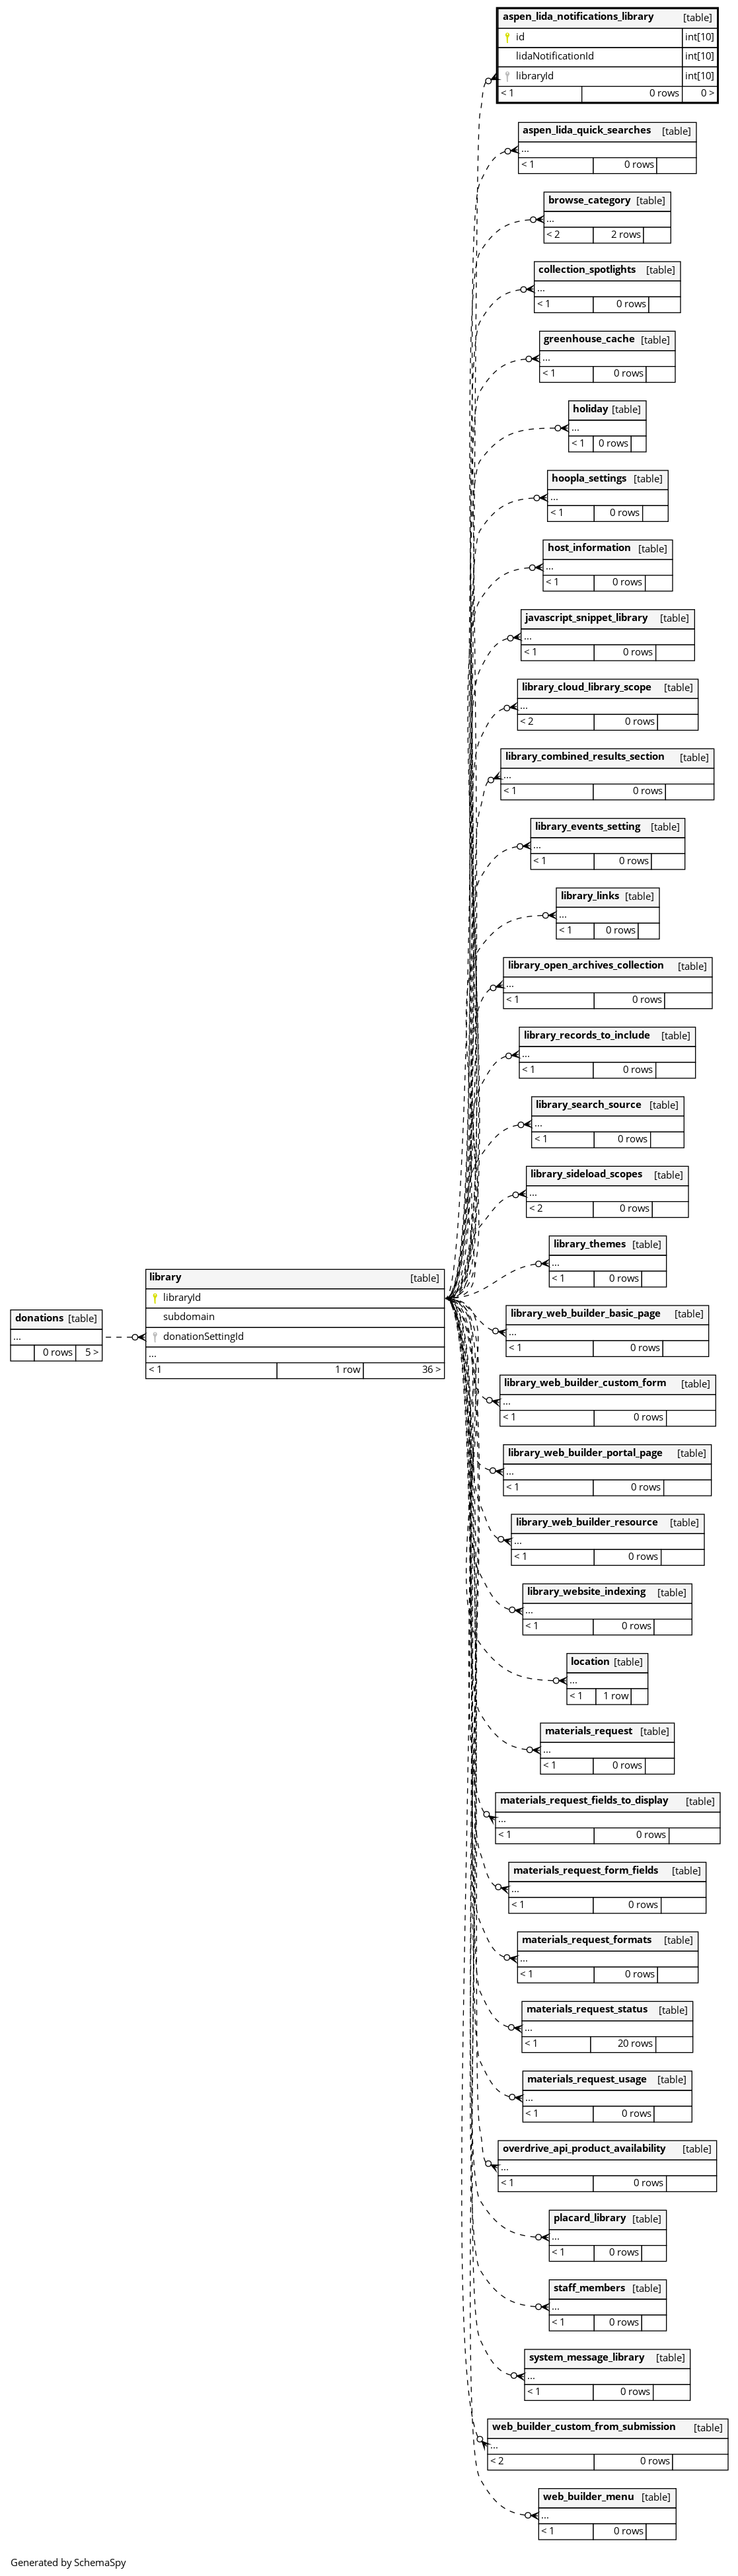 aspen_lida_notifications_library [table]
id int[10]
lidaNotificationId int[10]
libraryId int[10]
< 1 0 rows 0 >
aspen_lida_quick_searches [table]
...
< 1 0 rows
browse_category [table]
...
< 2 2 rows
collection_spotlights [table]
...
< 1 0 rows
greenhouse_cache [table]
...
< 1 0 rows
holiday [table]
...
< 1 0 rows
hoopla_settings [table]
...
< 1 0 rows
host_information [table]
...
< 1 0 rows
javascript_snippet_library [table]
...
< 1 0 rows
library_cloud_library_scope [table]
...
< 2 0 rows
library_combined_results_section [table]
...
< 1 0 rows
library_events_setting [table]
...
< 1 0 rows
library_links [table]
...
< 1 0 rows
library_open_archives_collection [table]
...
< 1 0 rows
library_records_to_include [table]
...
< 1 0 rows
library_search_source [table]
...
< 1 0 rows
library_sideload_scopes [table]
...
< 2 0 rows
library_themes [table]
...
< 1 0 rows
donations [table]
...
0 rows 5 >
library [table]
libraryId
subdomain
donationSettingId
...
< 1 1 row 36 >
library_web_builder_basic_page [table]
...
< 1 0 rows
library_web_builder_custom_form [table]
...
< 1 0 rows
library_web_builder_portal_page [table]
...
< 1 0 rows
library_web_builder_resource [table]
...
< 1 0 rows
library_website_indexing [table]
...
< 1 0 rows
location [table]
...
< 1 1 row
materials_request [table]
...
< 1 0 rows
materials_request_fields_to_display [table]
...
< 1 0 rows
materials_request_form_fields [table]
...
< 1 0 rows
materials_request_formats [table]
...
< 1 0 rows
materials_request_status [table]
...
< 1 20 rows
materials_request_usage [table]
...
< 1 0 rows
overdrive_api_product_availability [table]
...
< 1 0 rows
placard_library [table]
...
< 1 0 rows
staff_members [table]
...
< 1 0 rows
system_message_library [table]
...
< 1 0 rows
web_builder_custom_from_submission [table]
...
< 2 0 rows
web_builder_menu [table]
...
< 1 0 rows
Generated by SchemaSpy